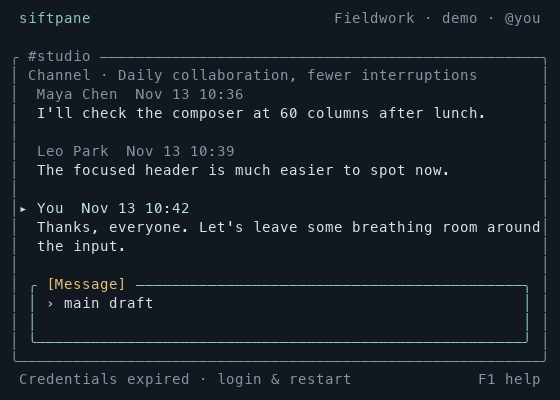 siftpane Fieldwork · demo · @you
#studio
Channel · Daily collaboration, fewer interruptions
Maya Chen Nov 13 10:36
I'll check the composer at 60 columns after lunch.
Leo Park Nov 13 10:39
The focused header is much easier to spot now.
▸ You Nov 13 10:42
Thanks, everyone. Let's leave some breathing room around
the input.
[Message]
› main draft
Credentials expired · login & restart F1 help